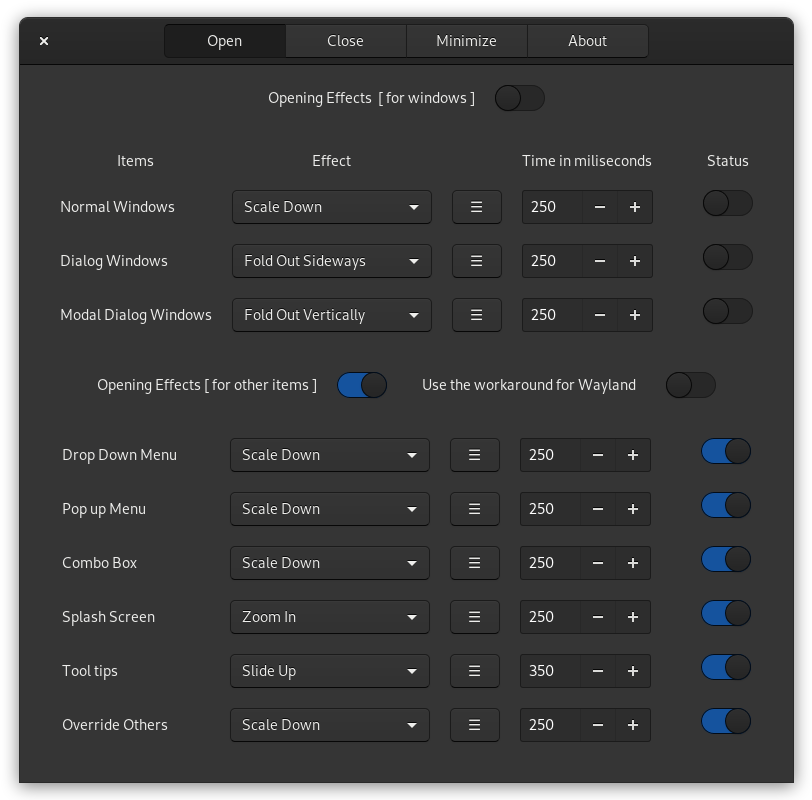 Open Close Minimize About
Opening Effects [ for windows ]
Items Effect Time in miliseconds Status
Normal Windows Scale Down 250
Dialog Windows Fold Out Sideways 250
Modal Dialog Windows Fold Out Vertically 250
Opening Effects [ for other items ] Use the workaround for Wayland
Drop Down Menu Scale Down 250
Pop up Menu Scale Down 250
Combo Box Scale Down 250
Splash Screen Zoom In 250
Tool tips Slide Up 350
Override Others Scale Down 250